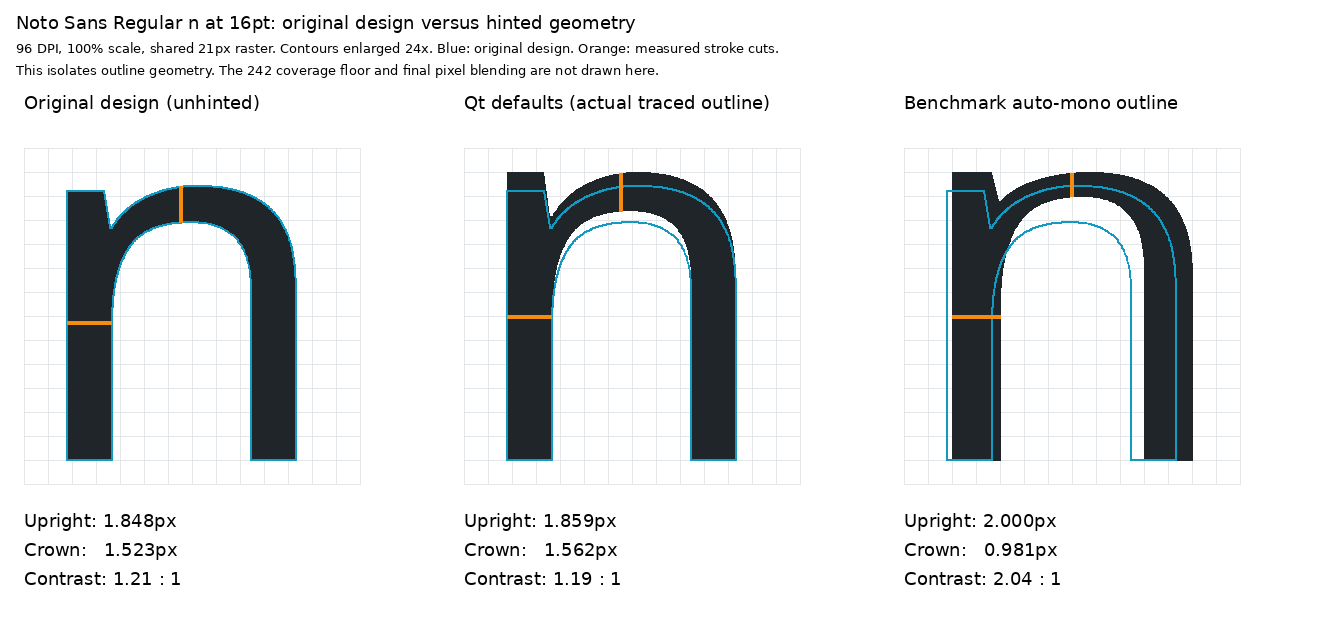 Noto Sans Regular n at 16pt: original design versus hinted geometry
96 DPI, 100% scale, shared 21px raster. Contours enlarged 24x. Blue: original design. Orange: measured stroke cuts.
This isolates outline geometry. The 242 coverage floor and final pixel blending are not drawn here.
Original design (unhinted)
Qt defaults (actual traced outline)
Benchmark auto-mono outline
n
n
n
Upright: 1.848px
Crown: 1.523px
Contrast: 1.21 : 1
Upright: 1.859px
Crown: 1.562px
Contrast: 1.19 : 1
Upright: 2.000px
Crown: 0.981px
Contrast: 2.04 : 1